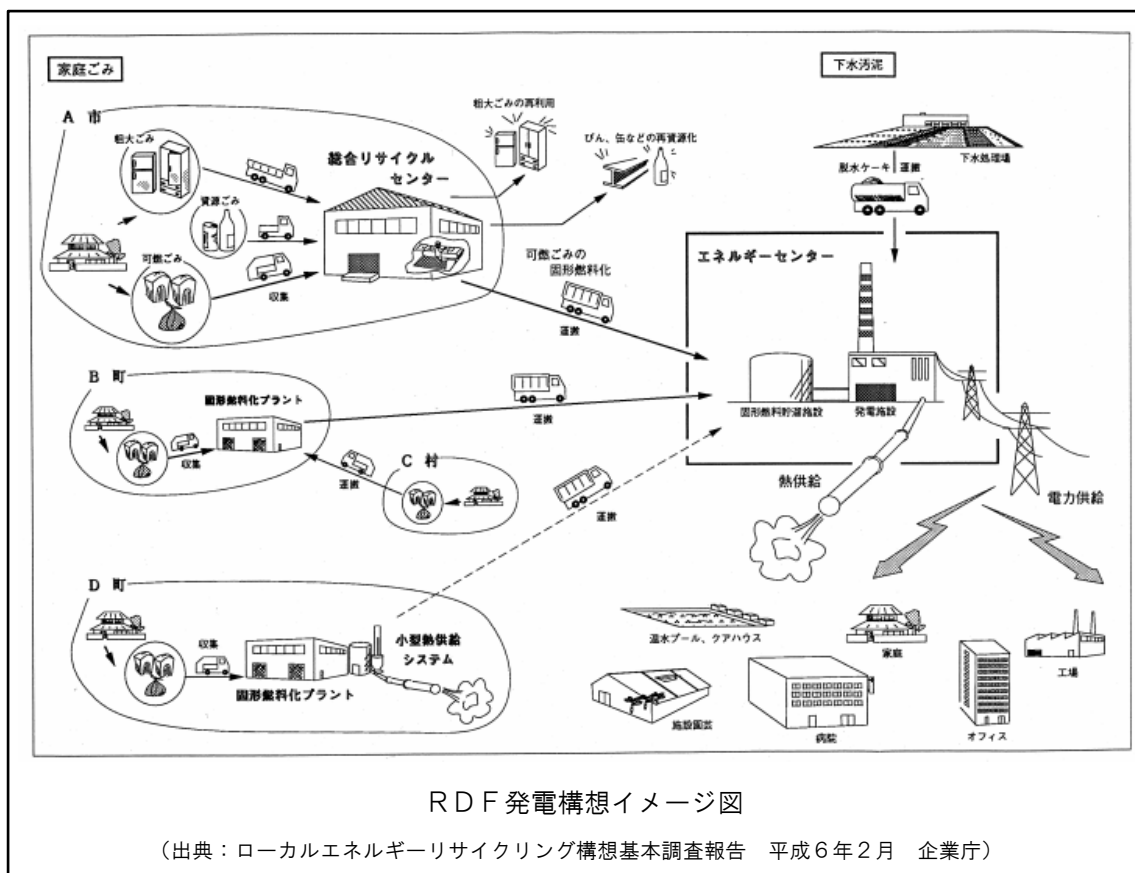 家庭ごみ
下水汚泥
A 市
粗大ごみ
資源ごみ
可燃ごみ
収集
総合リサイクル
センター
粗大ごみの再利用
びん、缶などの再資源化
可燃ごみの
固形燃料化
運搬
脱水ケーキ 運搬
下水処理場
エネルギーセンター
固形燃料貯溜施設
発電施設
B 町
固形燃料化プラント
収集
運搬
C 村
運搬
運搬
熱供給
電力供給
D 町
収集
固形燃料化プラント
小型熱供給
システム
温水プール、ケアハウス
家庭
工場
施設園芸
病院
オフィス
RDF発電構想イメージ図
(出典:ローカルエネルギーリサイクリング構想基本調査報告 平成6年2月 企業庁)